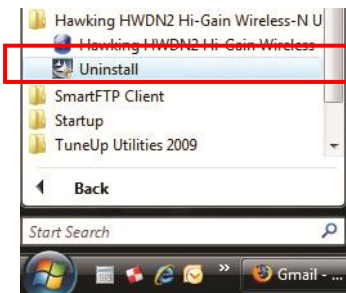 Hawking HWDN2 Hi-Gain Wireless-N U
Hawking HWDN2 Hi-Gain Wireless
Uninstall
SmartFTP Client
Startup
TuneUp Utilities 2009
Back
Start Search
» Gmail - ...